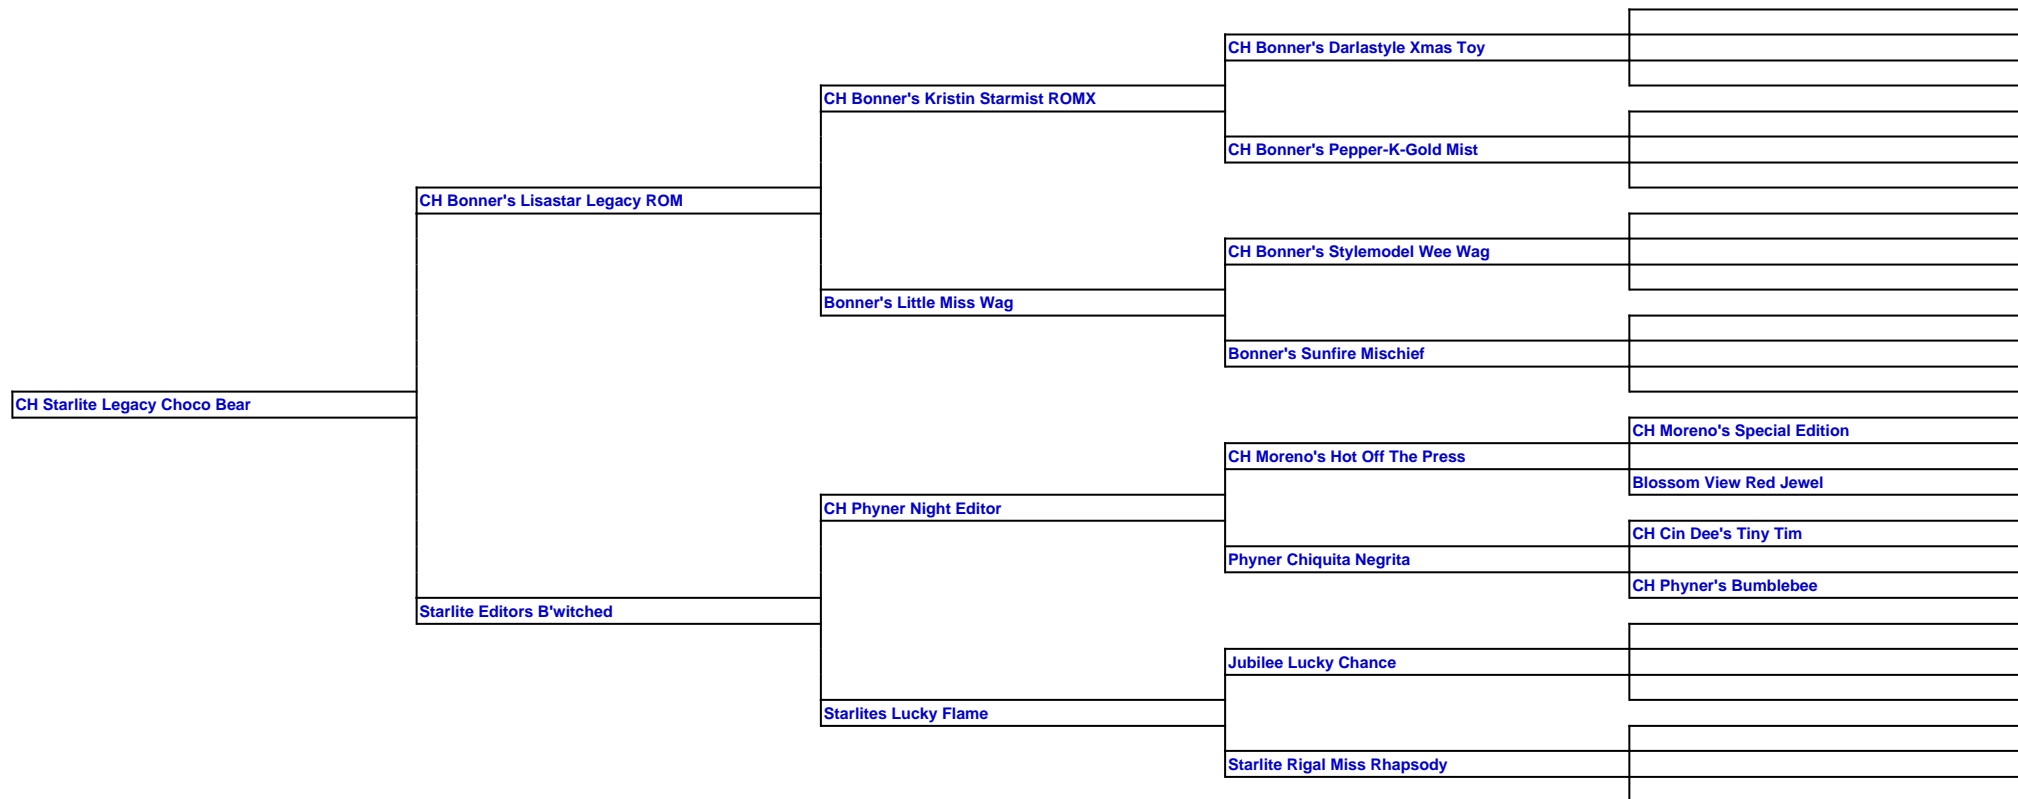 CH Bonner's Darlastyle Xmas Toy
CH Bonner's Kristin Starmist ROMX
CH Bonner's Pepper-K-Gold Mist
CH Bonner's Lisastar Legacy ROM
CH Bonner's Stylemodel Wee Wag
Bonner's Little Miss Wag
Bonner's Sunfire Mischief
CH Starlite Legacy Choco Bear
CH Moreno's Special Edition
CH Moreno's Hot Off The Press
Blossom View Red Jewel
CH Phyner Night Editor
CH Cin Dee's Tiny Tim
Phyner Chiquita Negrita
CH Phyner's Bumblebee
Starlite Editors B'witched
Jubilee Lucky Chance
Starlites Lucky Flame
Starlite Rigal Miss Rhapsody